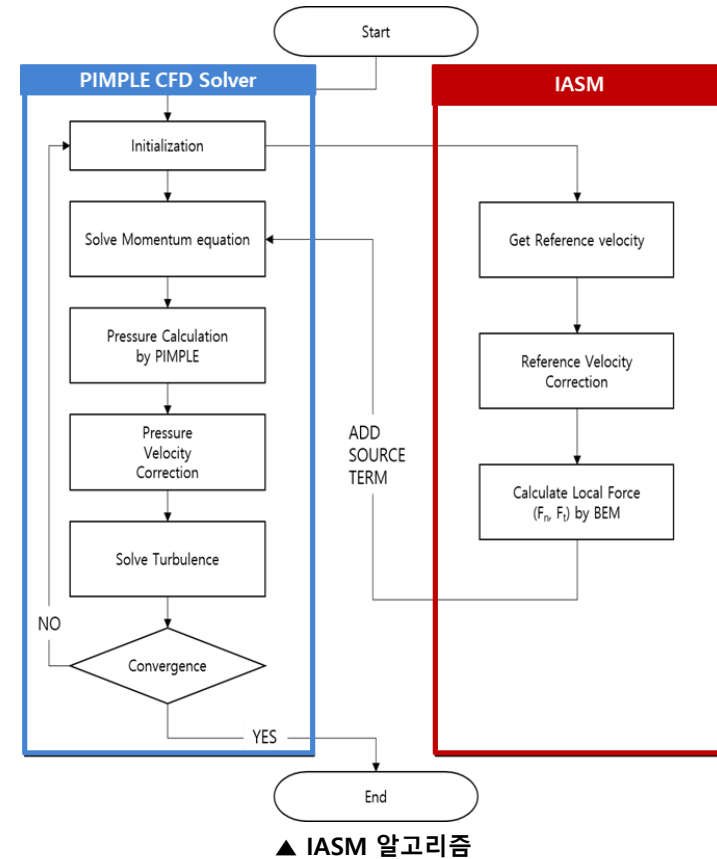 Start
PIMPLE CFD Solver
Initialization
Solve Momentum equation
Pressure Calculation
by PIMPLE
Pressure
Velocity
Correction
Solve Turbulence
NO
Convergence
YES
ADD
SOURCE
TERM
IASM
Get Reference velocity
Reference Velocity
Correction
Calculate Local Force
(Fn, Ft) by BEM
End
▲ IASM 알고리즘